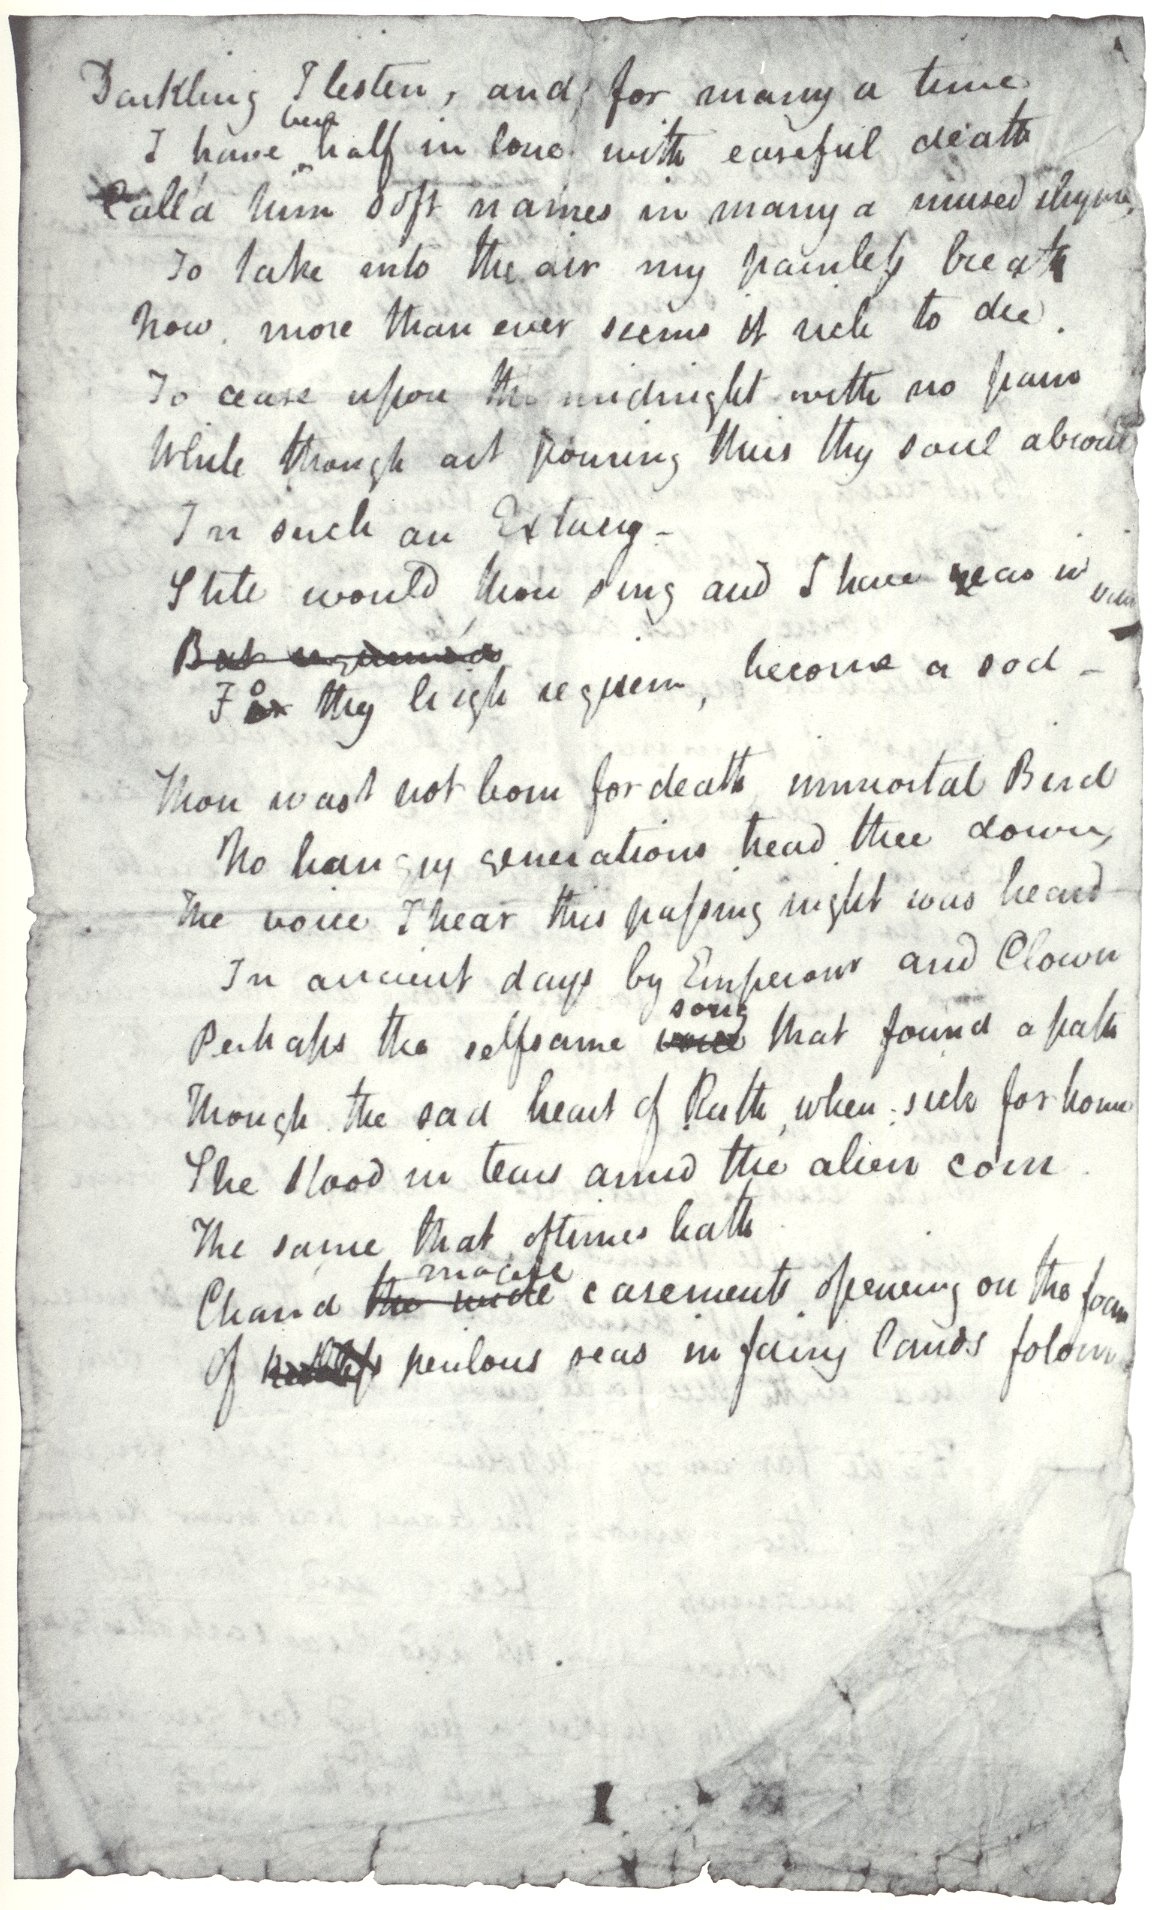 Darkling I listen, and, for many a time
been
I have half in love with easeful death
Call'd him soft names in many a mused rhyme,
To take into the air my painless breath
Now, more than ever seems it rich to die.
To cease upon the midnight with no pain
While though art pouring thus thy soul abroad
In such an Extasy -
Still would thou sing and I have ears in vain
But requiem'd
For thy high requiem, become a sod -
Thou wast not born for death immortal Bird
No hungry generations tread thee down,
The voice I hear this passing night was heard
In ancient days by Emperour and Clown
song
Perhaps the selfsame voice that found a path
Though the sad heart of Ruth, when sick for home
She stood in tears amid the alien corn
The same that oftimes hath
magic
Charm'd the wide casements opening on the foam
Of perilous seas in fairy lands folorn